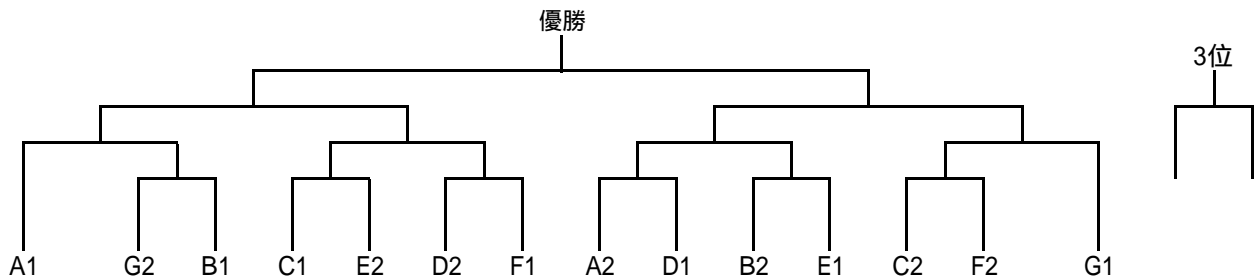 優勝
3位
A1 G2 B1 C1 E2 D2 F1 A2 D1 B2 E1 C2 F2 G1